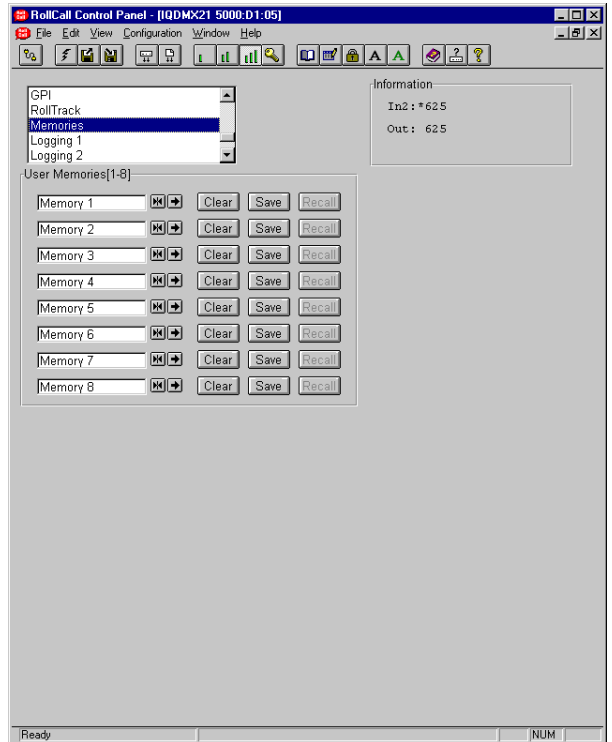 RollCall Control Panel - [IQDMX21 5000:D1:05]
File Edit View Configuration Window Help
A A ? ?
GPI
RollTrack
Memories
Logging 1
Logging 2
Information
In2:*625
Out: 625
User Memories[1-8]
Memory 1 Clear Save Recall
Memory 2 Clear Save Recall
Memory 3 Clear Save Recall
Memory 4 Clear Save Recall
Memory 5 Clear Save Recall
Memory 6 Clear Save Recall
Memory 7 Clear Save Recall
Memory 8 Clear Save Recall
Ready NUM